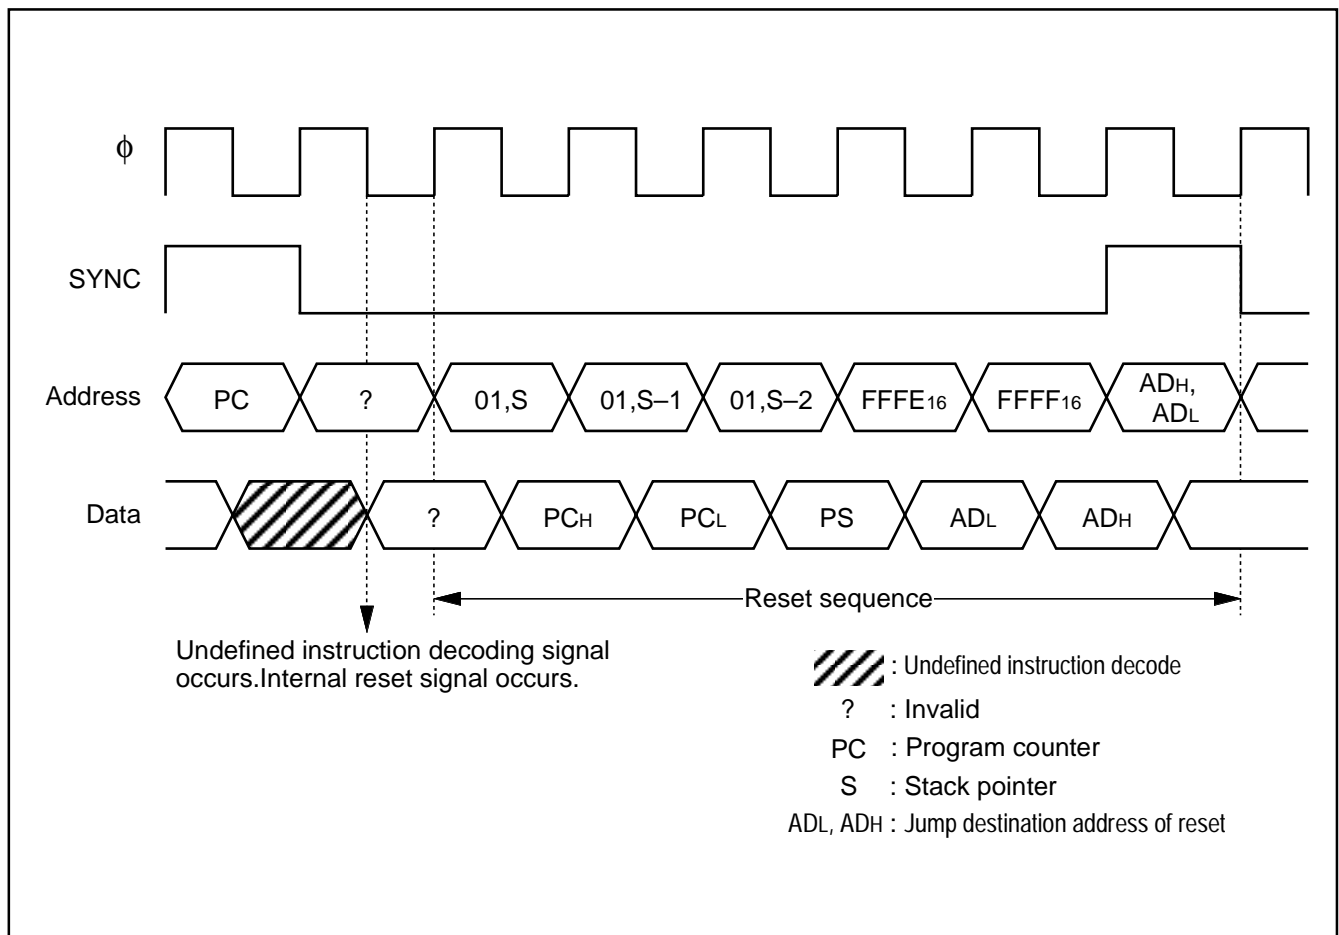 ϕ
SYNC
Address PC ? 01,S 01,S–1 01,S–2 FFFE16 FFFF16 ADH,
ADL
Data ? PCH PCL PS ADL ADH
Reset sequence
Undefined instruction decoding signal
occurs.Internal reset signal occurs.
: Undefined instruction decode
? : Invalid
PC : Program counter
S : Stack pointer
ADL, ADH : Jump destination address of reset